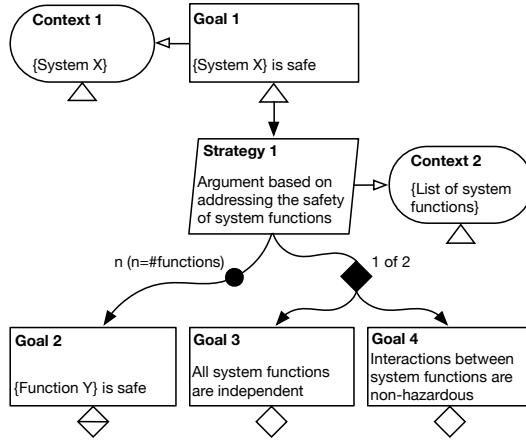 Context 1
{System X}
Goal 1
{System X} is safe
Strategy 1
Argument based on
addressing the safety
of system functions
Context 2
{List of system
functions}
n (n=#functions)
1 of 2
Goal 2
{Function Y} is safe
Goal 3
All system functions
are independent
Goal 4
Interactions between
system functions are
non-hazardous